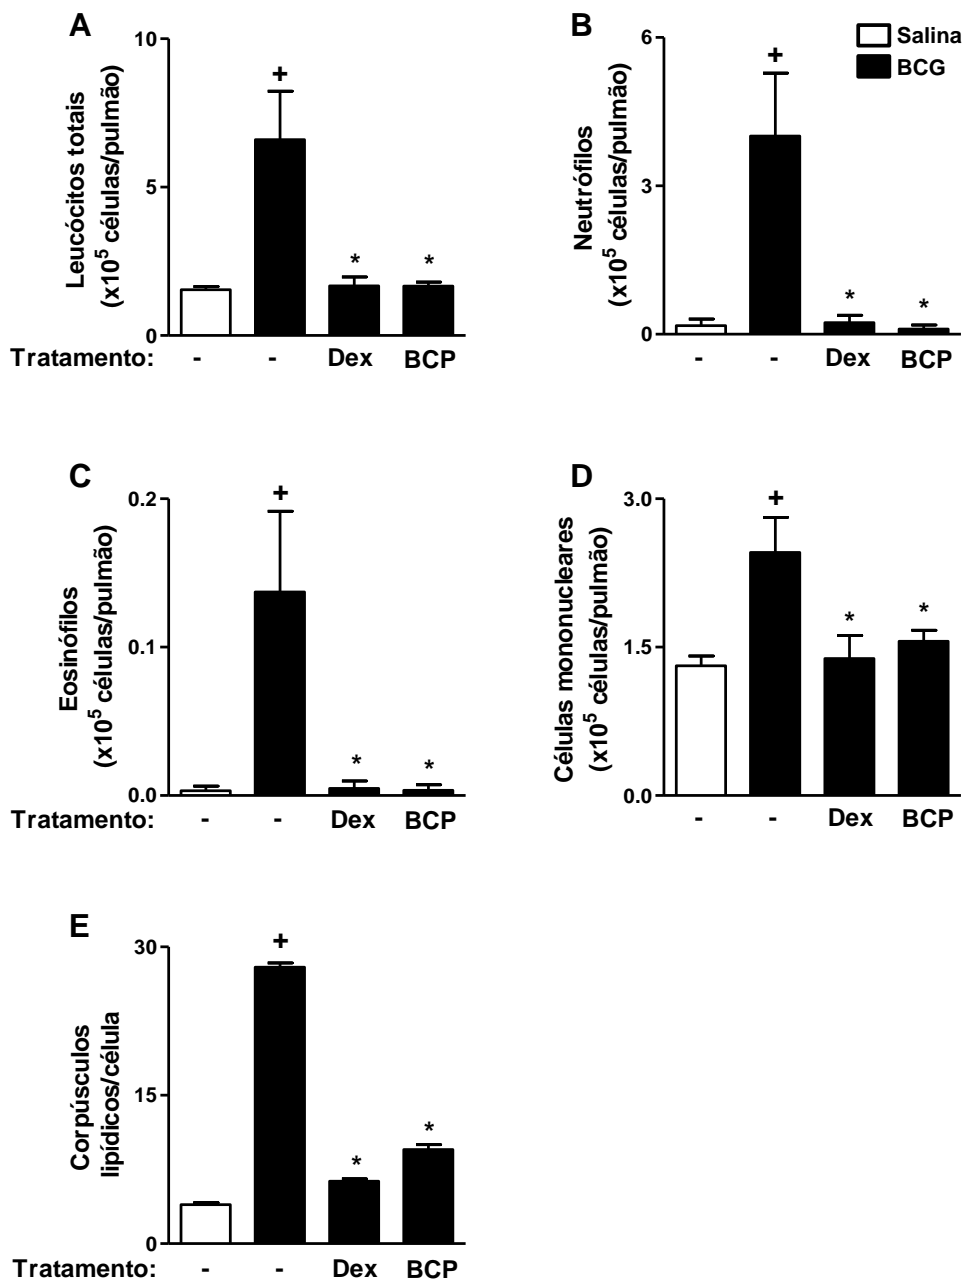 A
Leucócitos totais
(x10⁵ células/pulmão)
10
5
0
+
*
*
Tratamento: - - Dex BCP
B
Salina
BCG
Neutrófilos
(x10⁵ células/pulmão)
6
3
0
+
*
*
- - Dex BCP
C
Eosinófilos
(x10⁵ células/pulmão)
0.2
0.1
0.0
+
*
*
Tratamento: - - Dex BCP
D
Células mononucleares
(x10⁵ células/pulmão)
3.0
1.5
0.0
+
*
*
- - Dex BCP
E
Corpúsculos
lipídicos/célula
30
15
0
+
*
*
Tratamento: - - Dex BCP